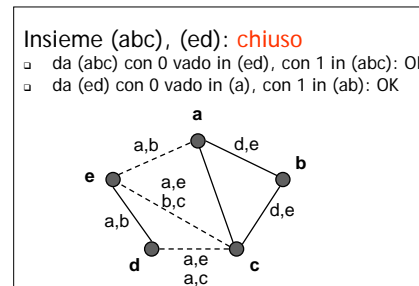 Insieme (abc), (ed): chiuso
da (abc) con 0 vado in (ed), con 1 in (abc):
da (ed) con 0 vado in (a), con 1 in (ab): OK
a
a,b
d,e
b
e
a,e
b,c
a,b
d,e
d
a,e
a,c
c